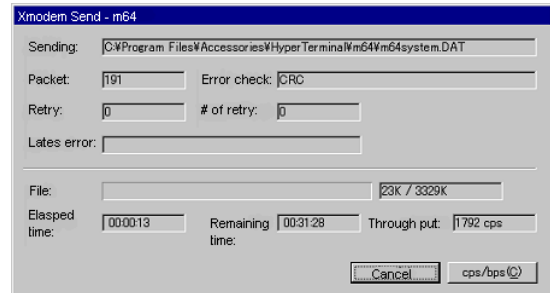 Xmodem Send - m64
Sending: C:¥Program Files¥Accessories¥HyperTerminal¥m64¥m64system.DAT
Packet: 191 Error check: CRC
Retry: 0 # of retry: 0
Lates error:
File: 23K / 3329K
Elasped time: 00:00:13 Remaining time: 00:31:28 Through put: 1792 cps
Cancel cps/bps(C)